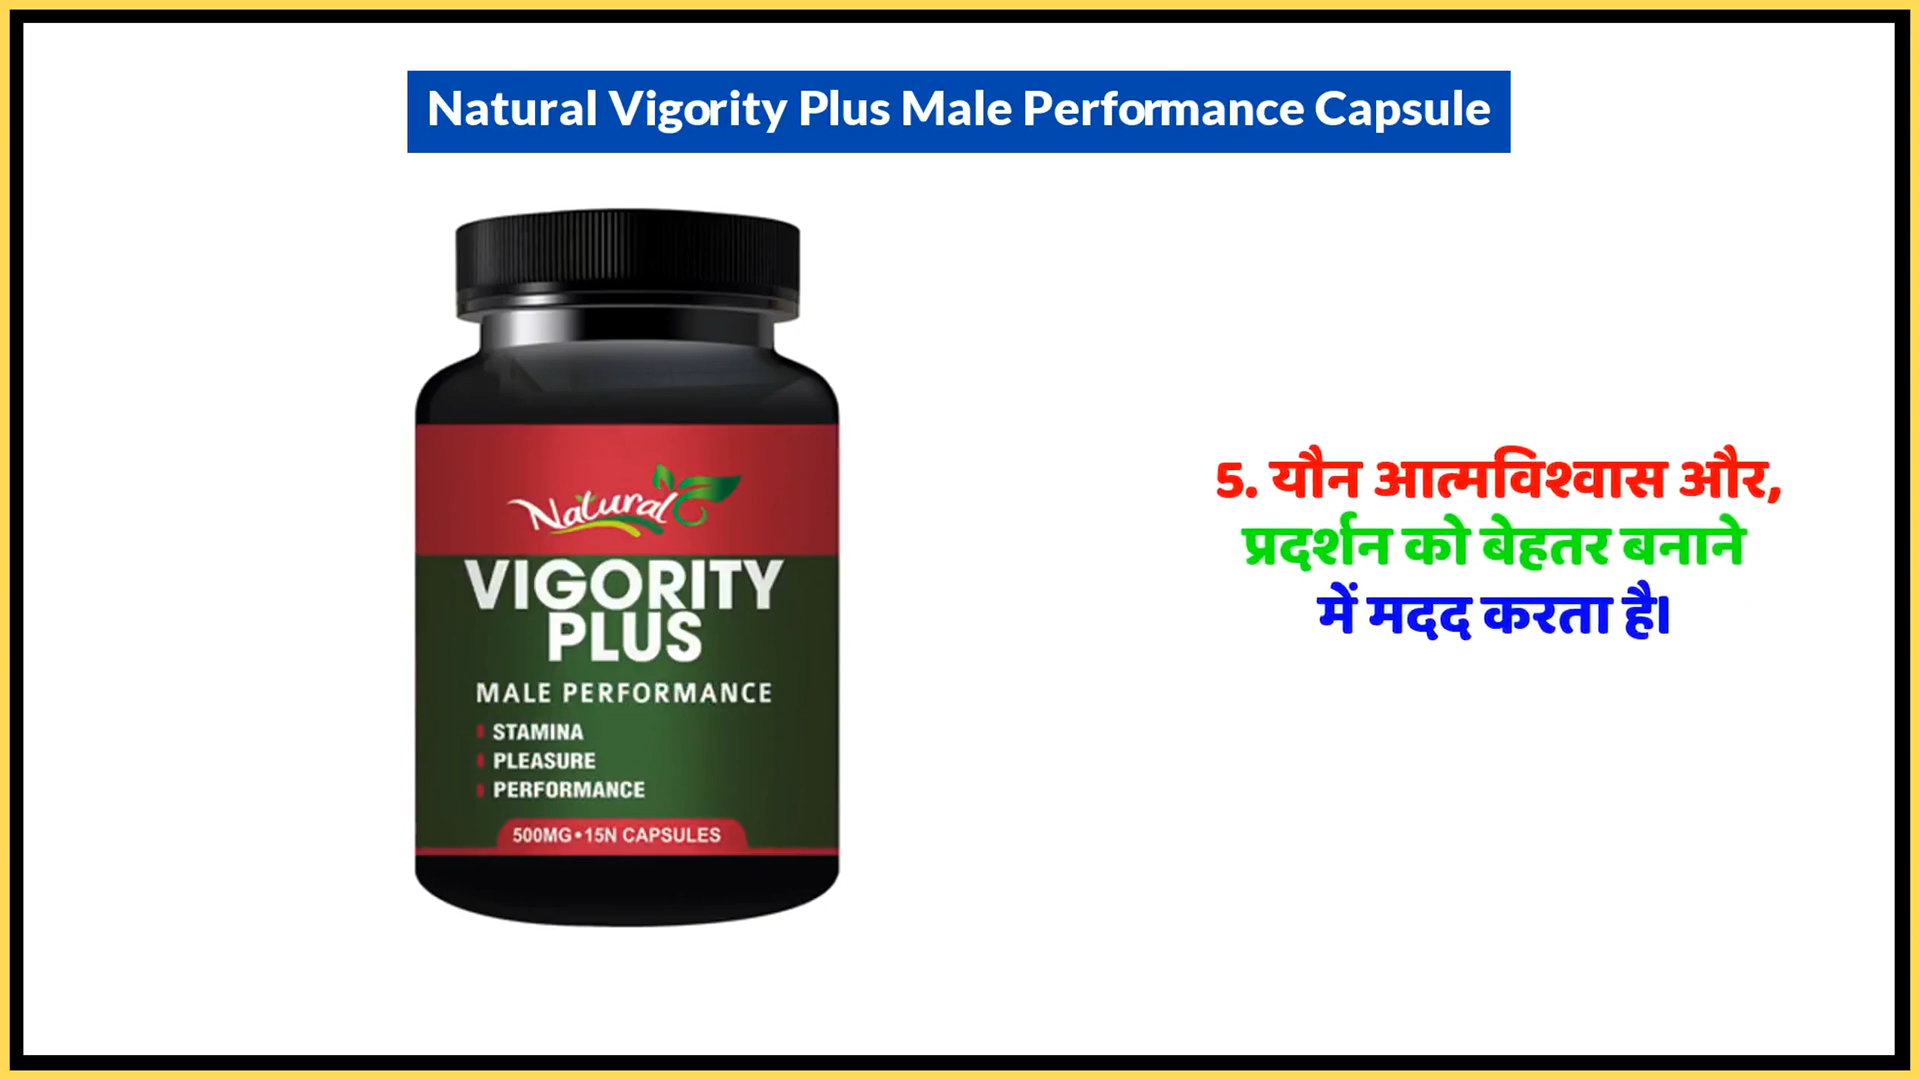 Natural Vigority Plus Male Performance Capsule
Natural
VIGORITY
PLUS
MALE PERFORMANCE
STAMINA
PLEASURE
PERFORMANCE
500MG•15N CAPSULES
5. यौन आत्मविश्वास और,
प्रदर्शन को बेहतर बनाने
में मदद करता है।